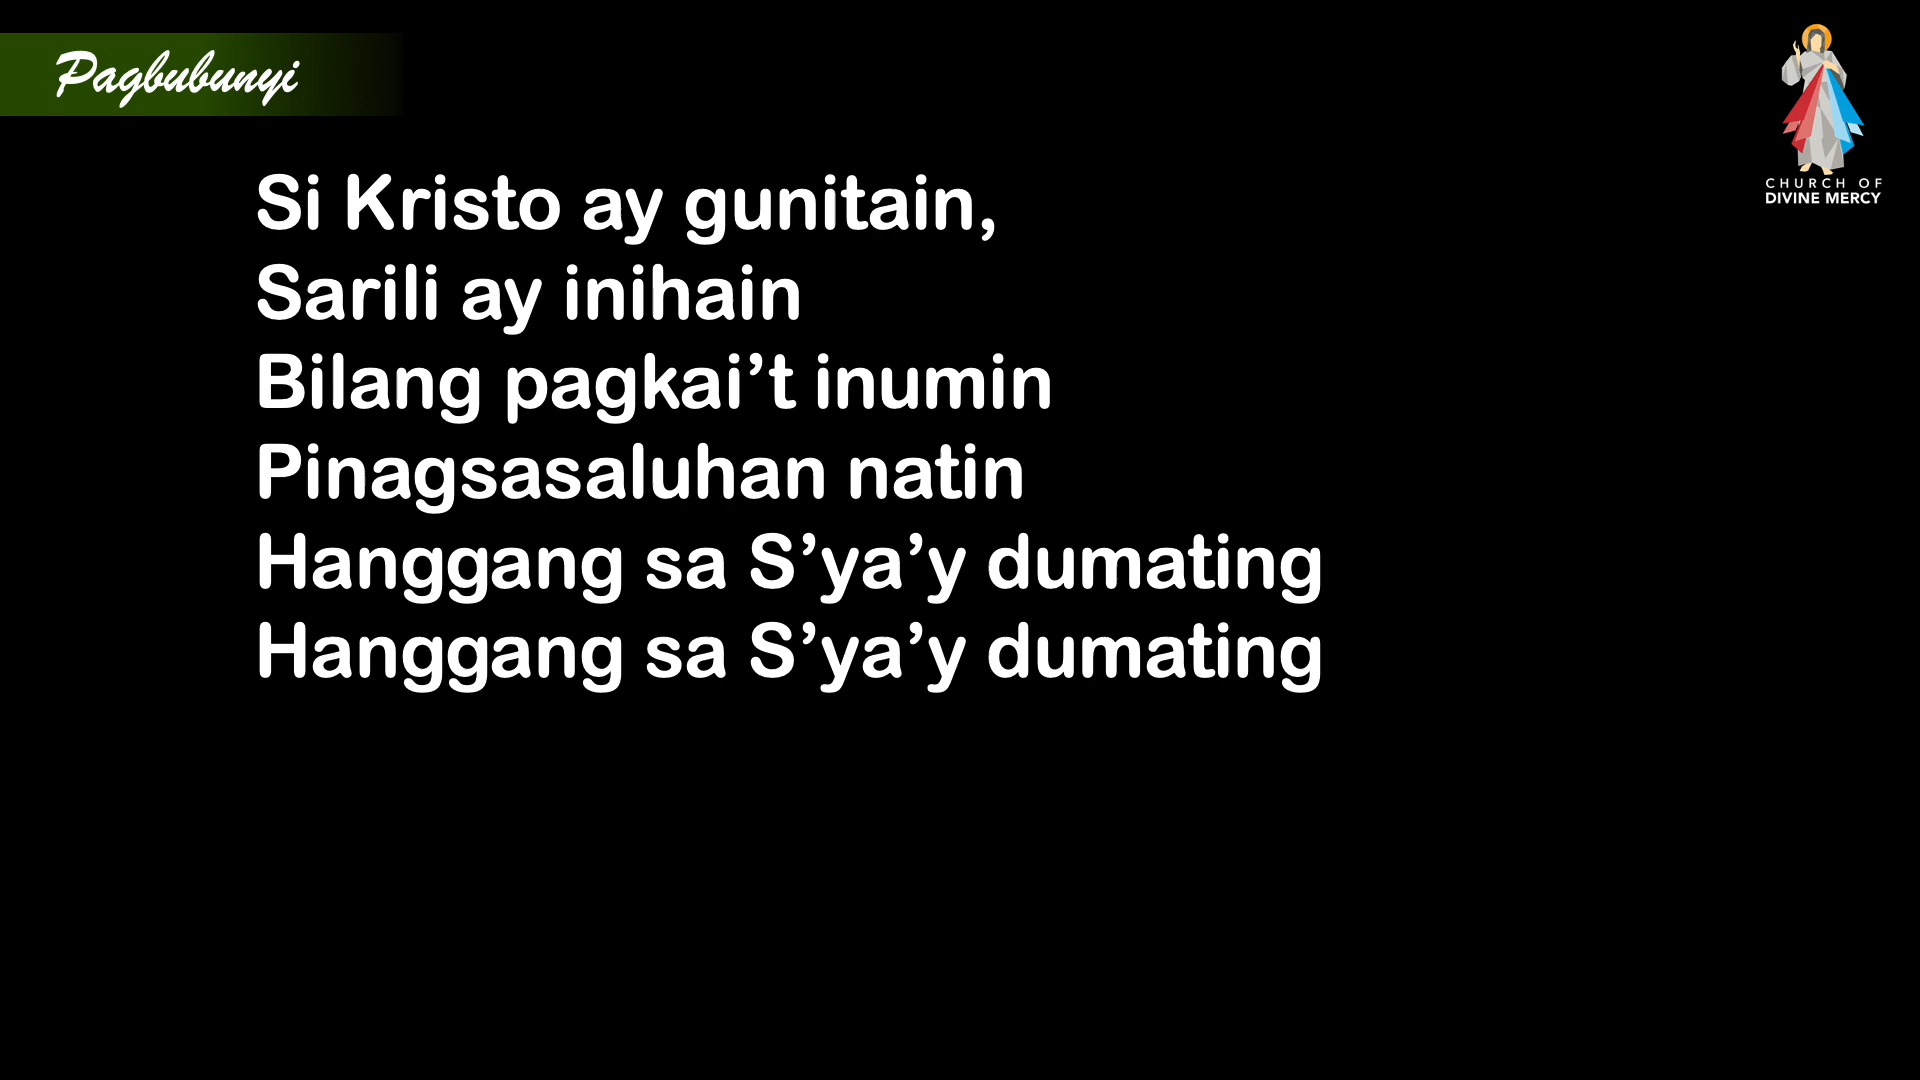 Pagbubunyi
CHURCH OF
DIVINE MERCY
Si Kristo ay gunitain,
Sarili ay inihain
Bilang pagkai’t inumin
Pinagsasaluhan natin
Hanggang sa S’ya’y dumating
Hanggang sa S’ya’y dumating